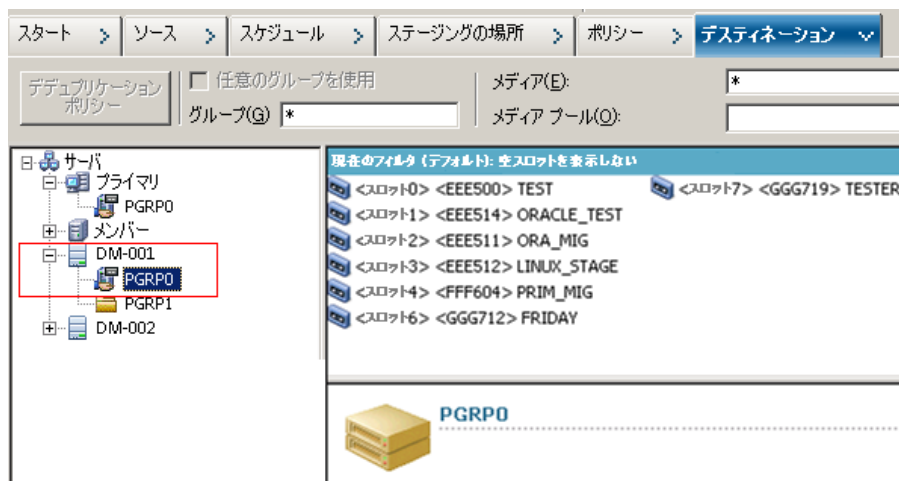 スタート > ソース > スケジュール > ステージングの場所 > ポリシー > デスティネーション
デデュプリケーション
ポリシー
任意のグループを使用
グループ(G) *
メディア(E): *
メディア プール(O):
サーバ
プライマリ
PGRP0
メンバー
DM-001
PGRP0
PGRP1
DM-002
現在のフィルタ (デフォルト): 空スロットを表示しない
<スロット0> <EEE500> TEST
<スロット1> <EEE514> ORACLE_TEST
<スロット2> <EEE511> ORA_MIG
<スロット3> <EEE512> LINUX_STAGE
<スロット4> <FFF604> PRIM_MIG
<スロット6> <GGG712> FRIDAY
<スロット7> <GGG719> TESTER
PGRP0